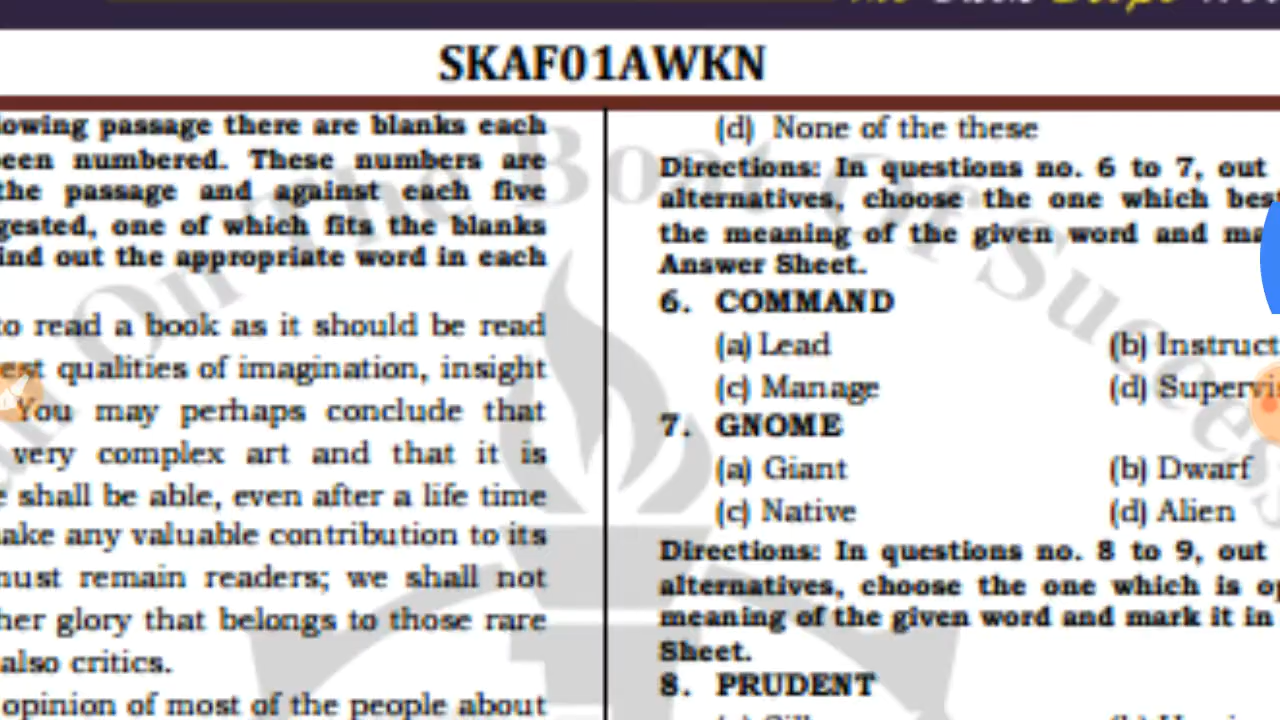 SKAF01AWKN
lowing passage there are blanks each
been numbered. These numbers are
the passage and against each five
gested, one of which fits the blanks
ind out the appropriate word in each
to read a book as it should be read
est qualities of imagination, insight
You may perhaps conclude that
very complex art and that it is
e shall be able, even after a life time
ake any valuable contribution to its
must remain readers; we shall not
her glory that belongs to those rare
also critics.
opinion of most of the people about
(d) None of the these
Directions: In questions no. 6 to 7, out
alternatives, choose the one which best
the meaning of the given word and ma
Answer Sheet.
6. COMMAND
(a) Lead (b) Instruct
(c) Manage (d) Supervi
7. GNOME
(a) Giant (b) Dwarf
(c) Native (d) Alien
Directions: In questions no. 8 to 9, out
alternatives, choose the one which is op
meaning of the given word and mark it in
Sheet.
8. PRUDENT
On The Boat Of Success